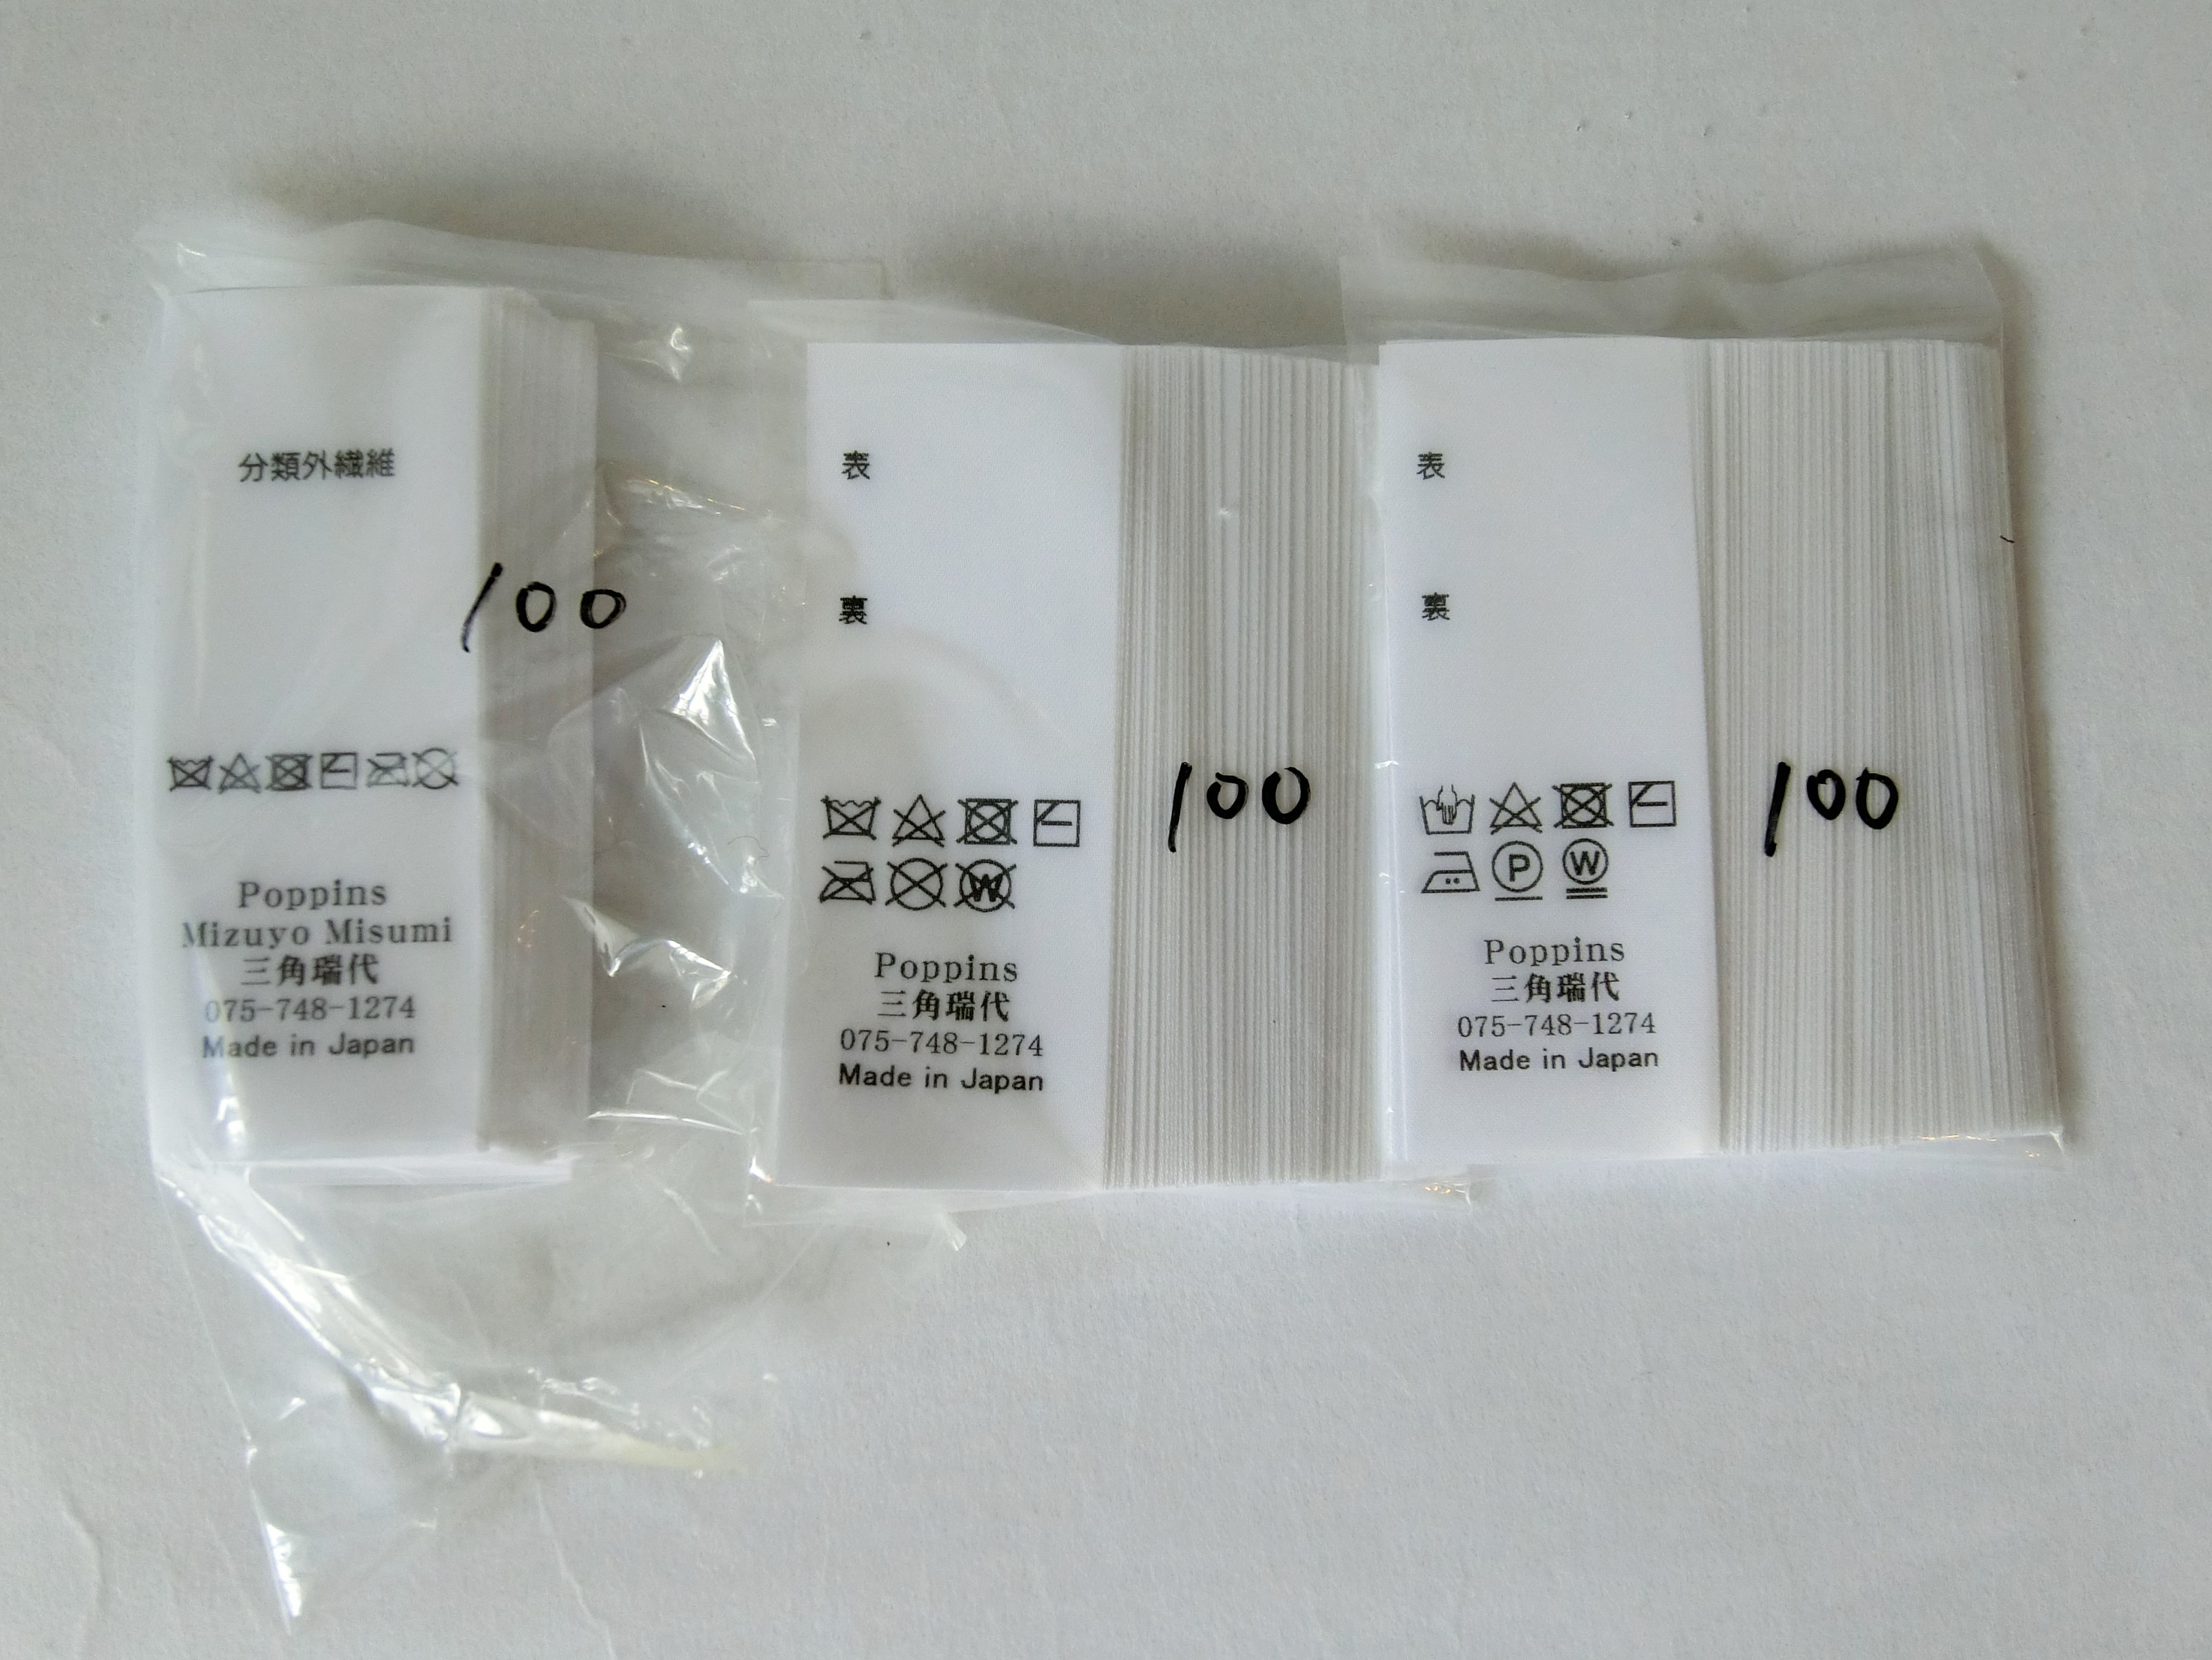 分類外繊維
100
Poppins
Mizuyo Misumi
三角瑞代
075-748-1274
Made in Japan
表
裏
100
W
Poppins
三角瑞代
075-748-1274
Made in Japan
表
裏
100
P W
Poppins
三角瑞代
075-748-1274
Made in Japan